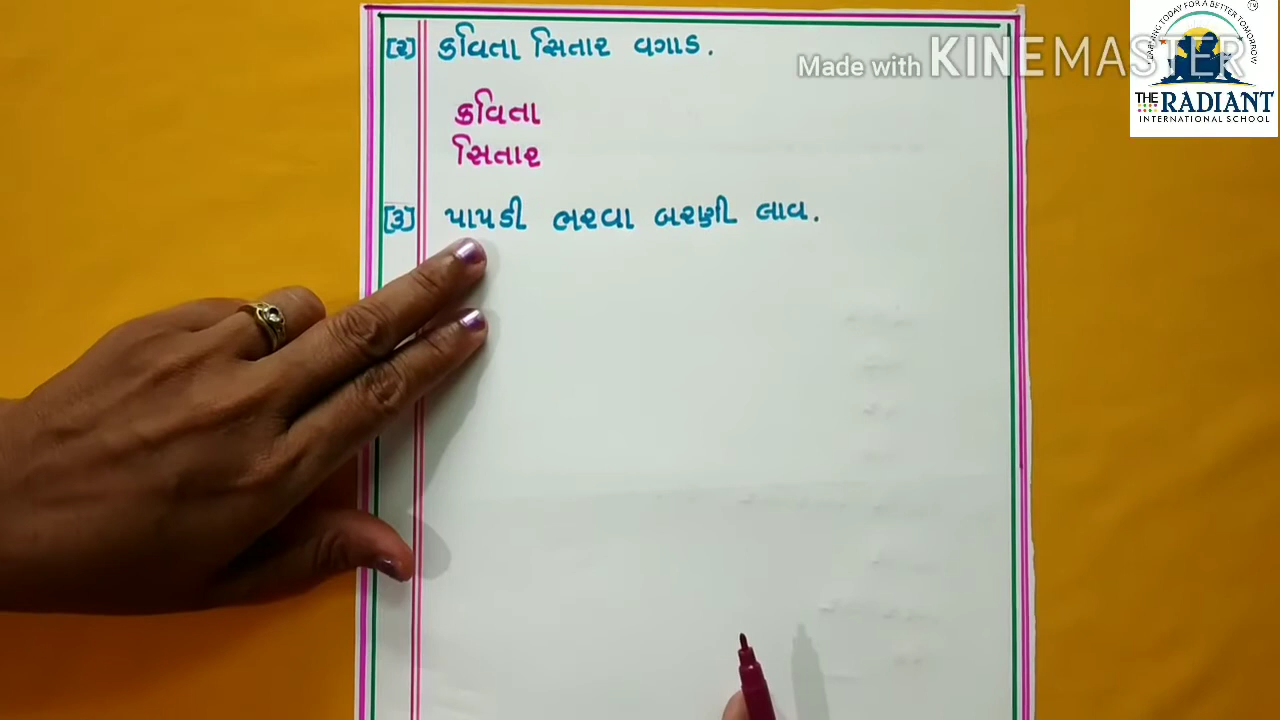 [૨] કવિતા સિતાર વગાડ.
Made with KINEMASTER
કવિતા
સિતાર
[૩] પાપડી ભરવા બરણી લાવ.
THE RADIANT
INTERNATIONAL SCHOOL